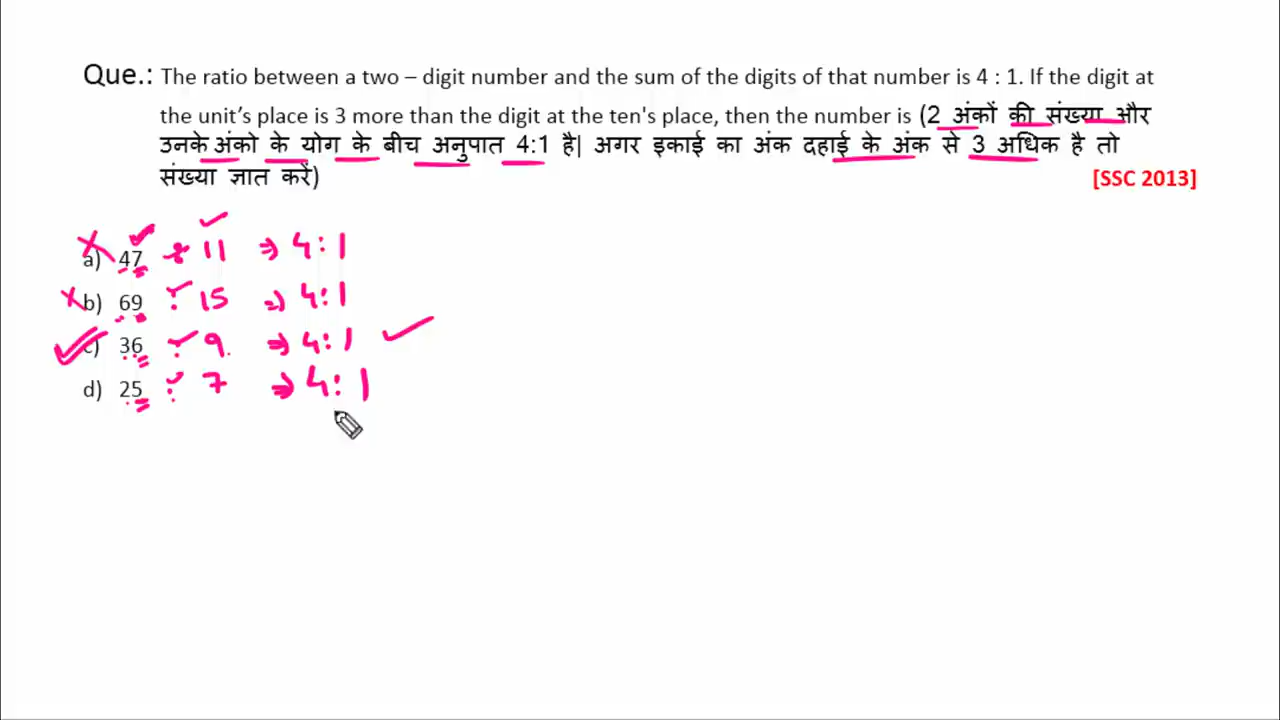 Que.: The ratio between a two – digit number and the sum of the digits of that number is 4 : 1. If the digit at
the unit's place is 3 more than the digit at the ten's place, then the number is (2 अंकों की संख्या और
उनके अंको के योग के बीच अनुपात 4:1 है| अगर इकाई का अंक दहाई के अंक से 3 अधिक है तो
संख्या ज्ञात करें)
[SSC 2013]
a) 47 : 11 ⇒ 4:1
b) 69 : 15 ⇒ 4:1
c) 36 : 9 ⇒ 4:1
d) 25 : 7 ⇒ 4:1